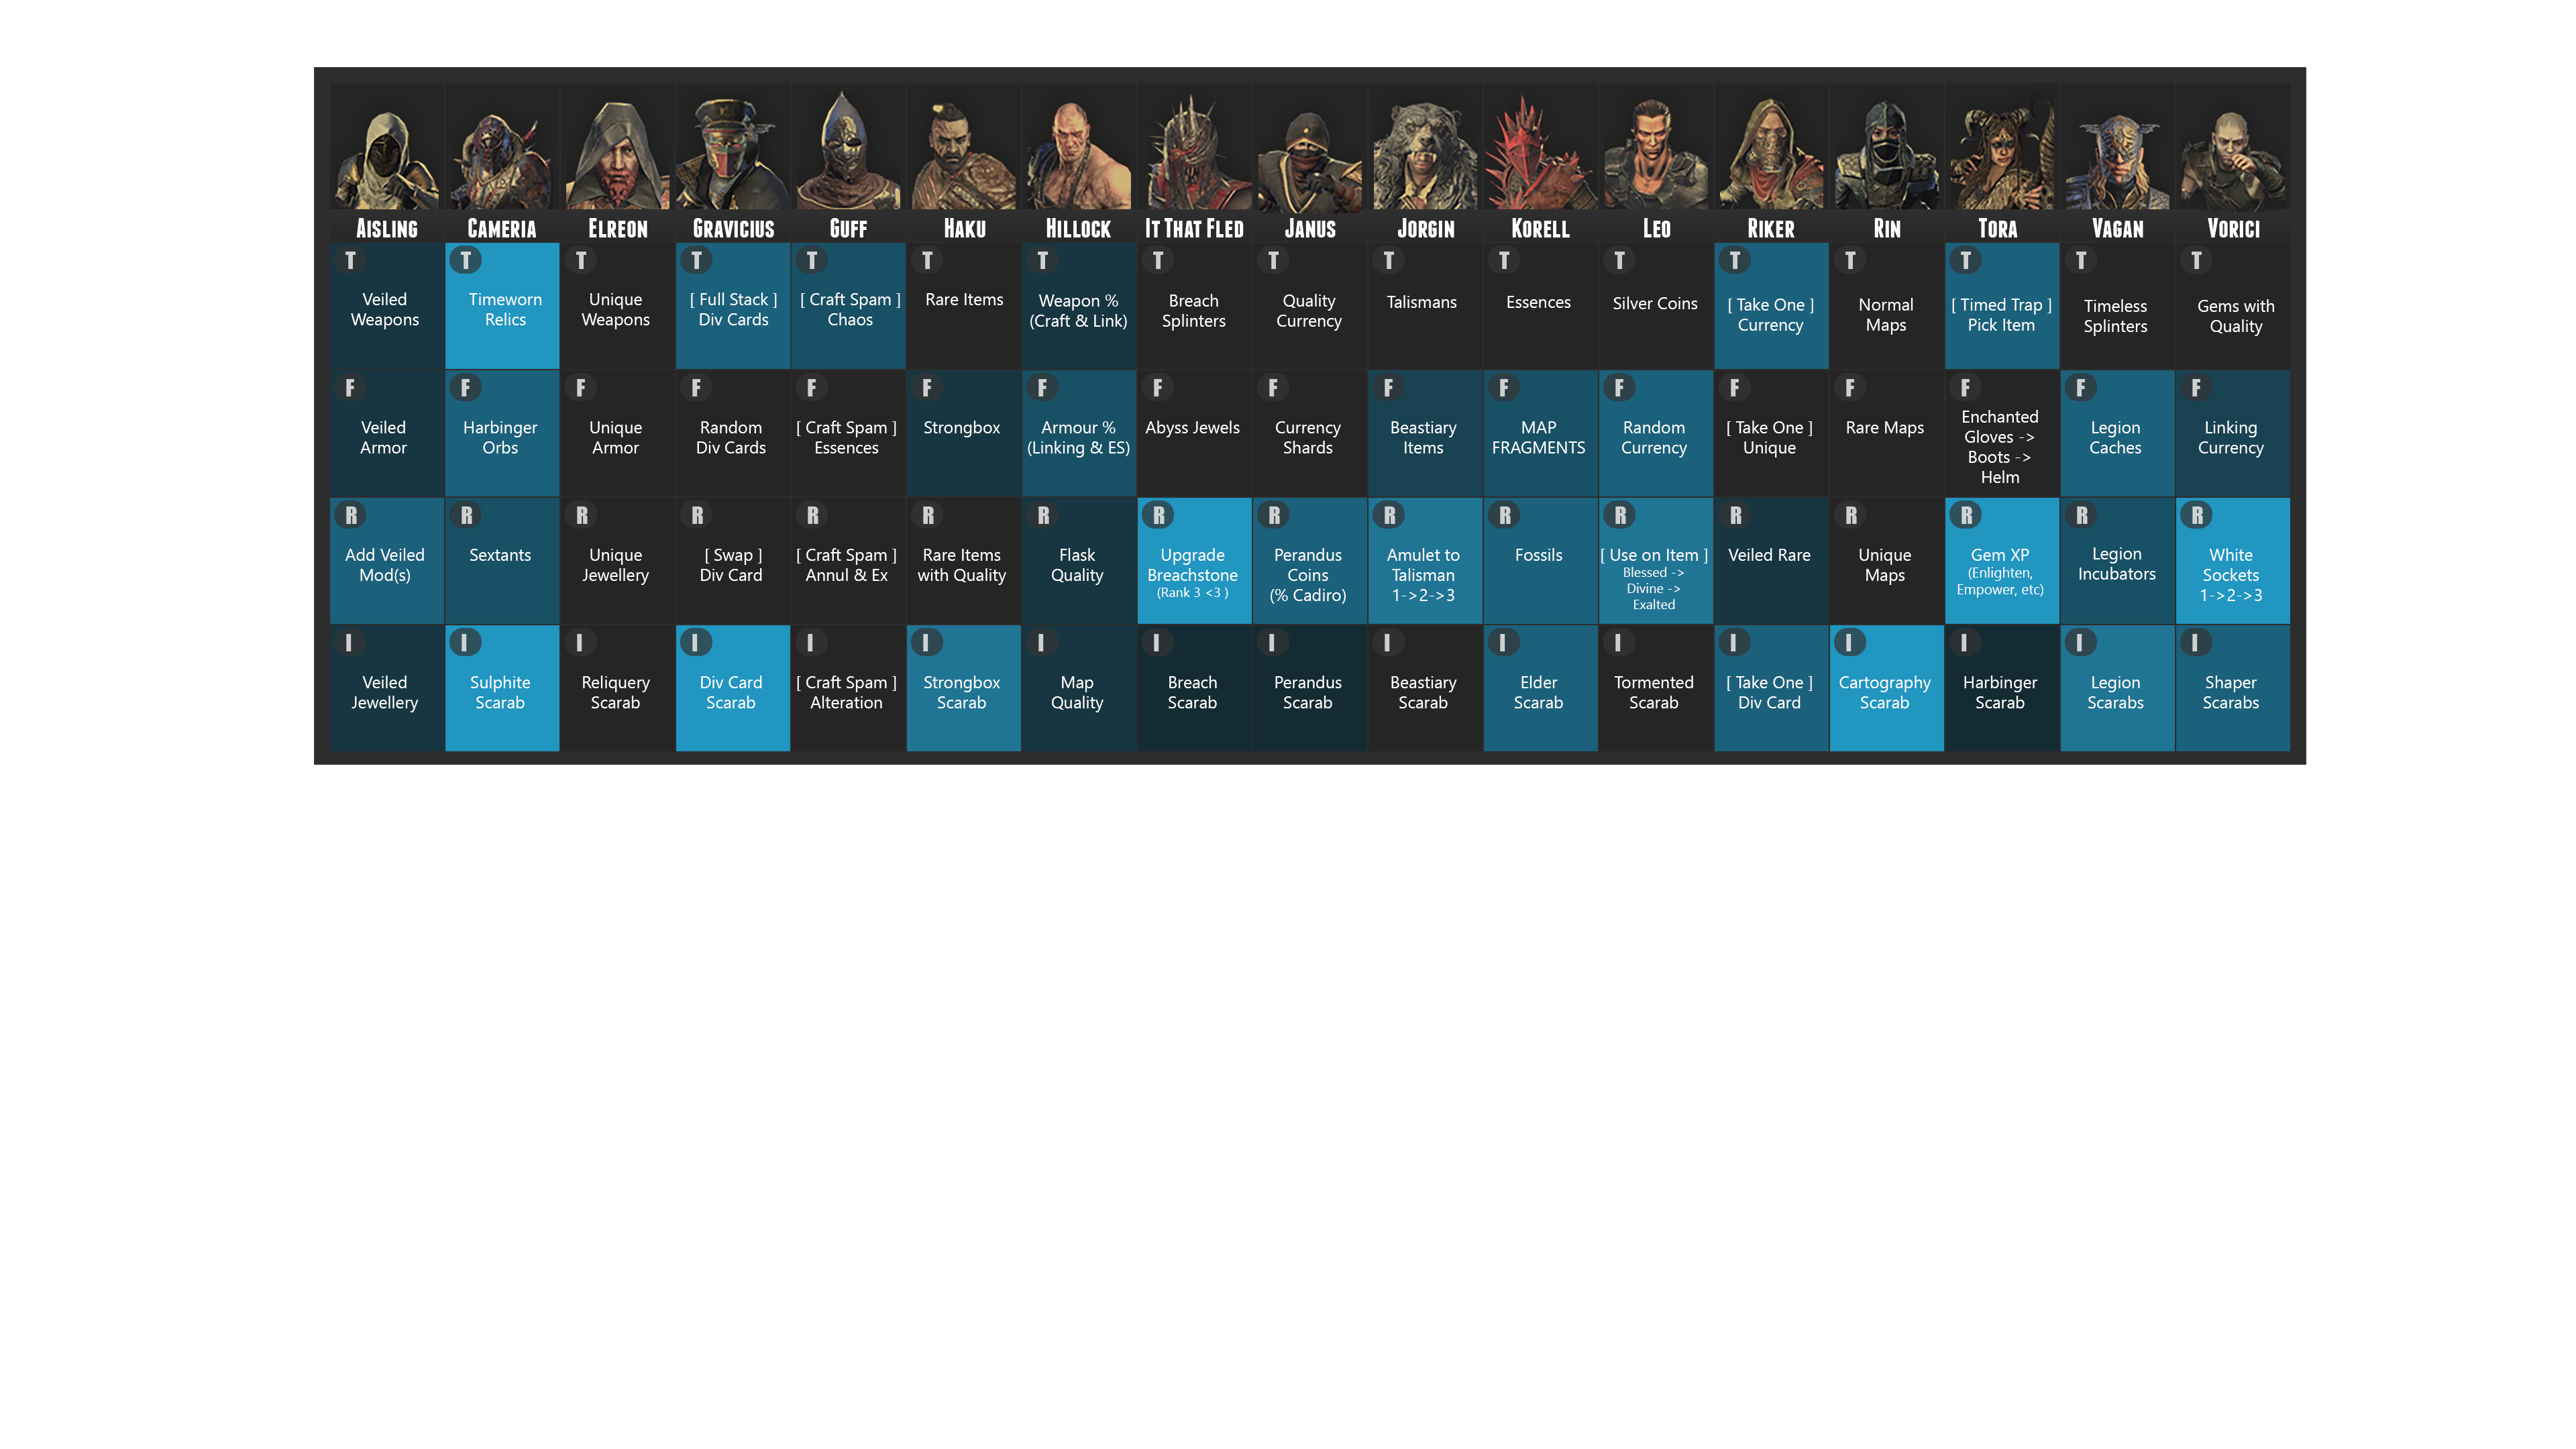 AISLING CAMERIA ELREON GRAVICIUS GUFF HAKU HILLOCK IT THAT FLED JANUS JORGIN KORELL LEO RIKER RIN TORA VAGAN VORICI
T
Veiled
Weapons
T
Timeworn
Relics
T
Unique
Weapons
T
[ Full Stack ]
Div Cards
T
[ Craft Spam ]
Chaos
T
Rare Items
T
Weapon %
(Craft & Link)
T
Breach
Splinters
T
Quality
Currency
T
Talismans
T
Essences
T
Silver Coins
T
[ Take One ]
Currency
T
Normal
Maps
T
[ Timed Trap ]
Pick Item
T
Timeless
Splinters
T
Gems with
Quality
F
Veiled
Armor
F
Harbinger
Orbs
F
Unique
Armor
F
Random
Div Cards
F
[ Craft Spam ]
Essences
F
Strongbox
F
Armour %
(Linking & ES)
F
Abyss Jewels
F
Currency
Shards
F
Beastiary
Items
F
MAP
FRAGMENTS
F
Random
Currency
F
[ Take One ]
Unique
F
Rare Maps
F
Enchanted
Gloves ->
Boots ->
Helm
F
Legion
Caches
F
Linking
Currency
R
Add Veiled
Mod(s)
R
Sextants
R
Unique
Jewellery
R
[ Swap ]
Div Card
R
[ Craft Spam ]
Annul & Ex
R
Rare Items
with Quality
R
Flask
Quality
R
Upgrade
Breachstone
(Rank 3 <3 )
R
Perandus
Coins
(% Cadiro)
R
Amulet to
Talisman
1->2->3
R
Fossils
R
[ Use on Item ]
Blessed ->
Divine ->
Exalted
R
Veiled Rare
R
Unique
Maps
R
Gem XP
(Enlighten,
Empower, etc)
R
Legion
Incubators
R
White
Sockets
1->2->3
I
Veiled
Jewellery
I
Sulphite
Scarab
I
Reliquery
Scarab
I
Div Card
Scarab
I
[ Craft Spam ]
Alteration
I
Strongbox
Scarab
I
Map
Quality
I
Breach
Scarab
I
Perandus
Scarab
I
Beastiary
Scarab
I
Elder
Scarab
I
Tormented
Scarab
I
[ Take One ]
Div Card
I
Cartography
Scarab
I
Harbinger
Scarab
I
Legion
Scarabs
I
Shaper
Scarabs